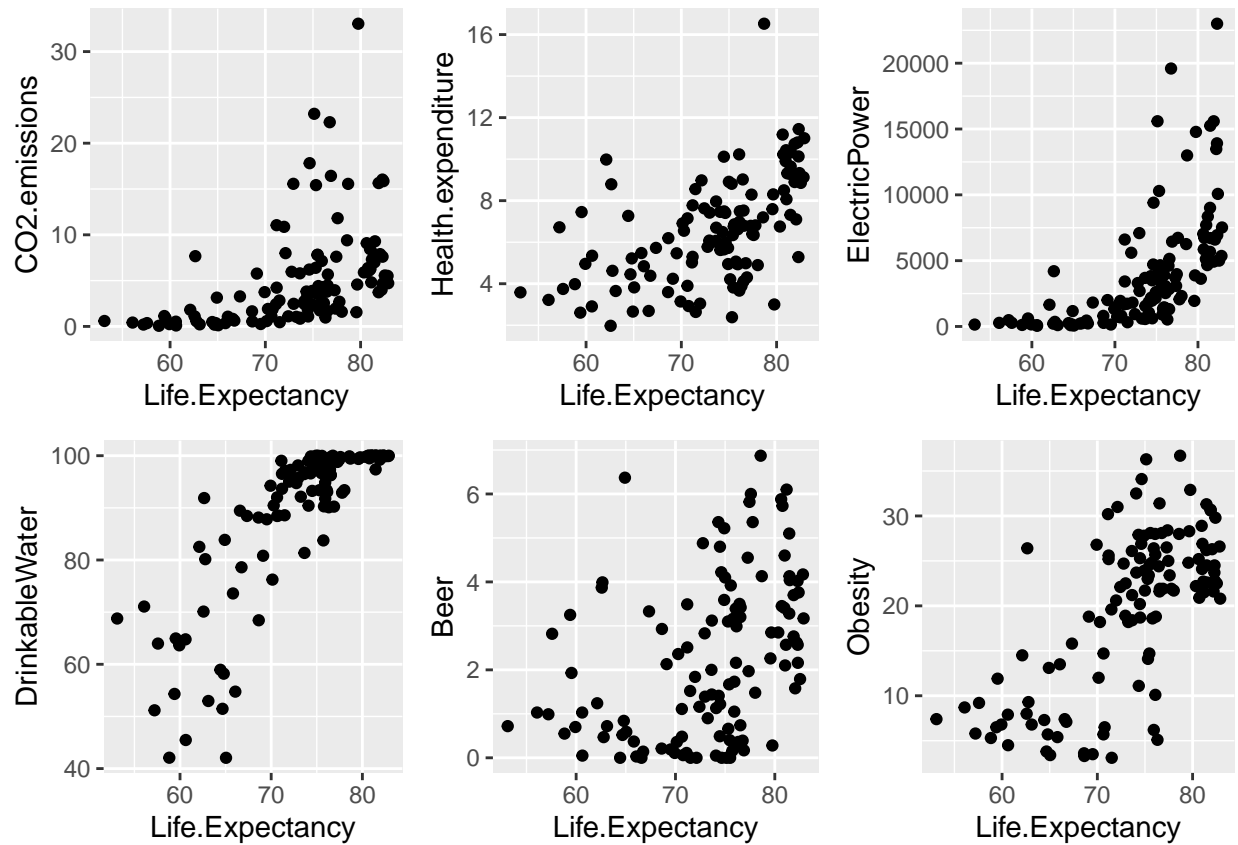 CO2.emissions
30
20
10
0
60 70 80
Life.Expectancy
Health.expenditure
16
12
8
4
60 70 80
Life.Expectancy
ElectricPower
20000
15000
10000
5000
0
60 70 80
Life.Expectancy
DrinkableWater
100
80
60
40
60 70 80
Life.Expectancy
Beer
6
4
2
0
60 70 80
Life.Expectancy
Obesity
30
20
10
60 70 80
Life.Expectancy